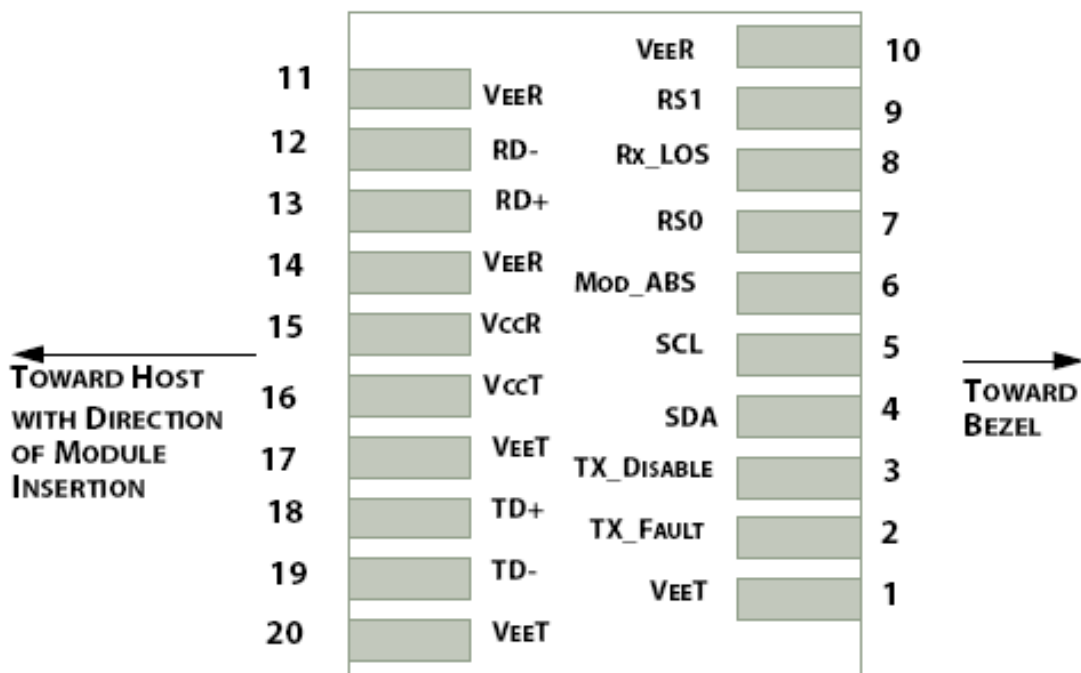 VEER 10
11 VEER
RS1 9
12 RD-
Rx_LOS 8
13 RD+
RS0 7
14 VEER
MOD_ABS 6
15 VCCR
SCL 5
16 VCCT
SDA 4
17 VEET
TX_DISABLE 3
18 TD+
TX_FAULT 2
19 TD-
VEET 1
20 VEET
TOWARD HOST
WITH DIRECTION
OF MODULE
INSERTION
TOWARD
BEZEL